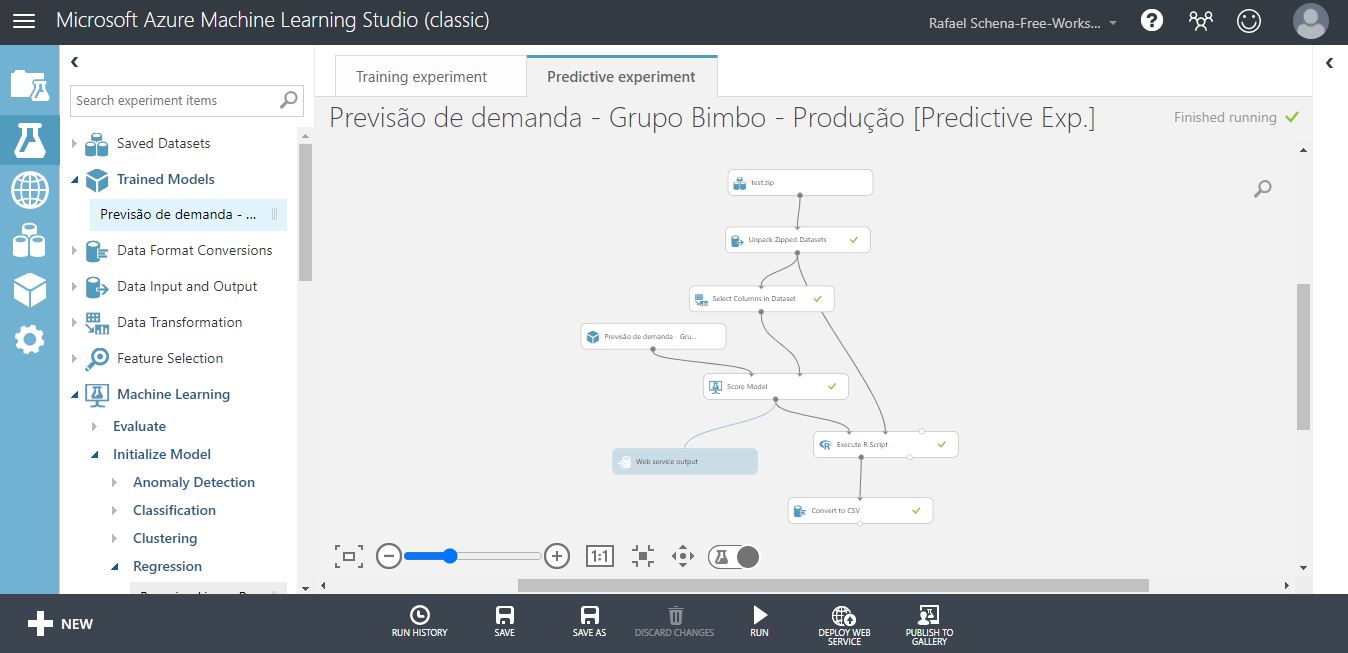 Microsoft Azure Machine Learning Studio (classic)
Rafael Schena-Free-Works...
Search experiment items
Saved Datasets
Trained Models
Previsão de demanda - ...
Data Format Conversions
Data Input and Output
Data Transformation
Feature Selection
Machine Learning
Evaluate
Initialize Model
Anomaly Detection
Classification
Clustering
Regression
Training experiment
Predictive experiment
Previsão de demanda - Grupo Bimbo - Produção [Predictive Exp.]
Finished running
test.zip
Unpack Zipped Datasets
Select Columns in Dataset
Previsão de demanda - Gru...
Score Model
Execute R Script
Web service output
Convert to CSV
1:1
NEW
RUN HISTORY
SAVE
SAVE AS
DISCARD CHANGES
RUN
DEPLOY WEB
SERVICE
PUBLISH TO
GALLERY